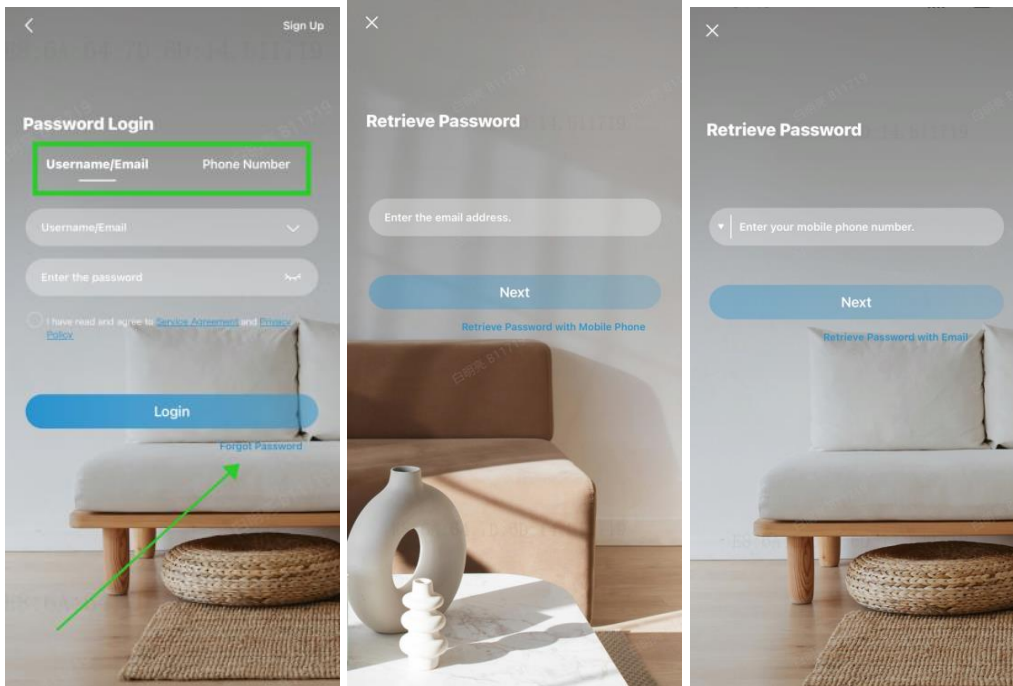 Sign Up
Password Login
Username/Email
Phone Number
Username/Email
Enter the password
I have read and agree to Service Agreement and Privacy
Policy
Login
Forgot Password
Retrieve Password
Enter the email address.
Next
Retrieve Password with Mobile Phone
Retrieve Password
Enter your mobile phone number.
Next
Retrieve Password with Email